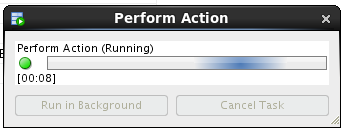 Perform Action
Perform Action (Running)
[00:08]
Run in Background
Cancel Task